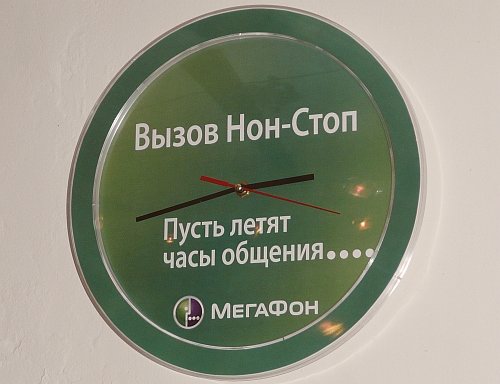 Вызов Нон-Стоп
Пусть летят
часы общения.....
МЕГАФОН